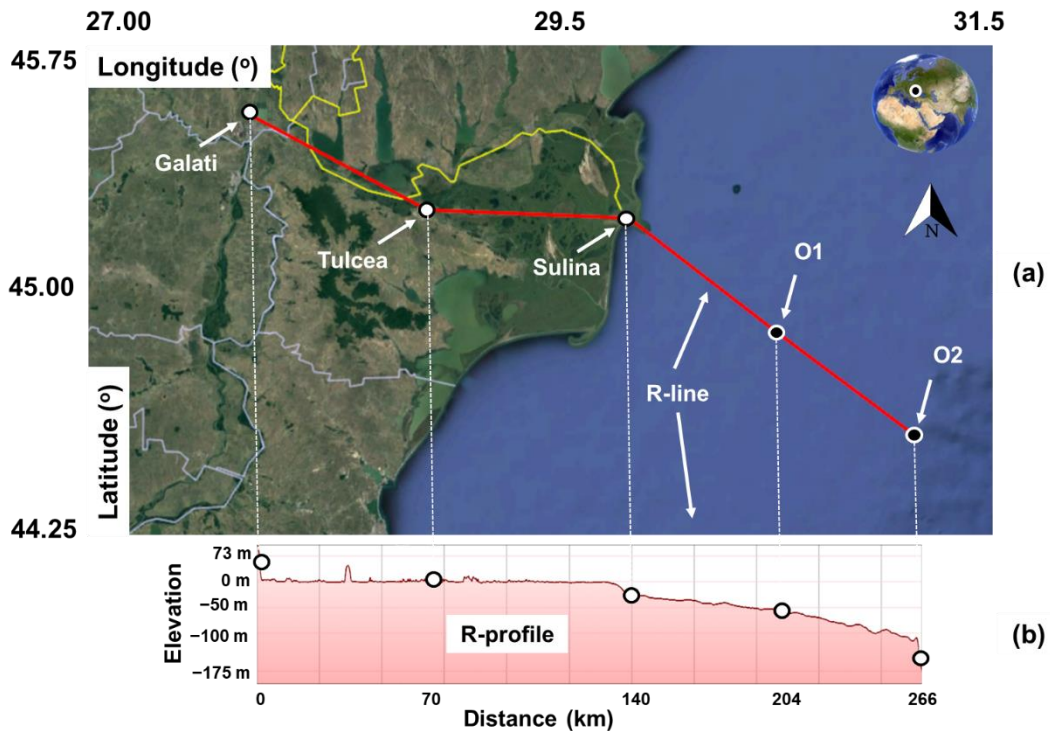 27.00 29.5 31.5
45.75
Longitude (°)
Galati
Tulcea
Sulina
N
O1
45.00
(a)
O2
R-line
Latitude (°)
44.25
73 m
0 m
−50 m
−100 m
−175 m
Elevation
R-profile
(b)
0 70 140 204 266
Distance (km)